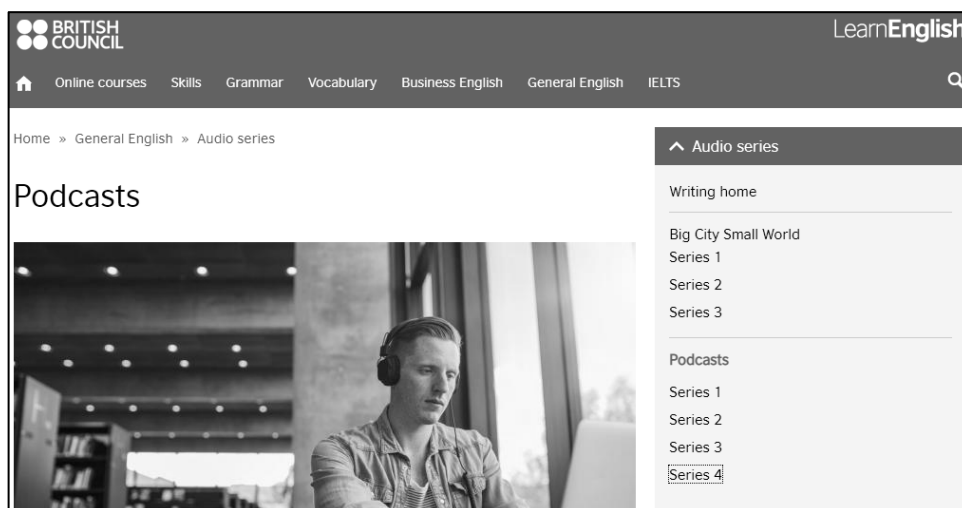 BRITISH
COUNCIL
LearnEnglish
Online courses Skills Grammar Vocabulary Business English General English IELTS
Home » General English » Audio series
Podcasts
Audio series
Writing home
Big City Small World
Series 1
Series 2
Series 3
Podcasts
Series 1
Series 2
Series 3
Series 4